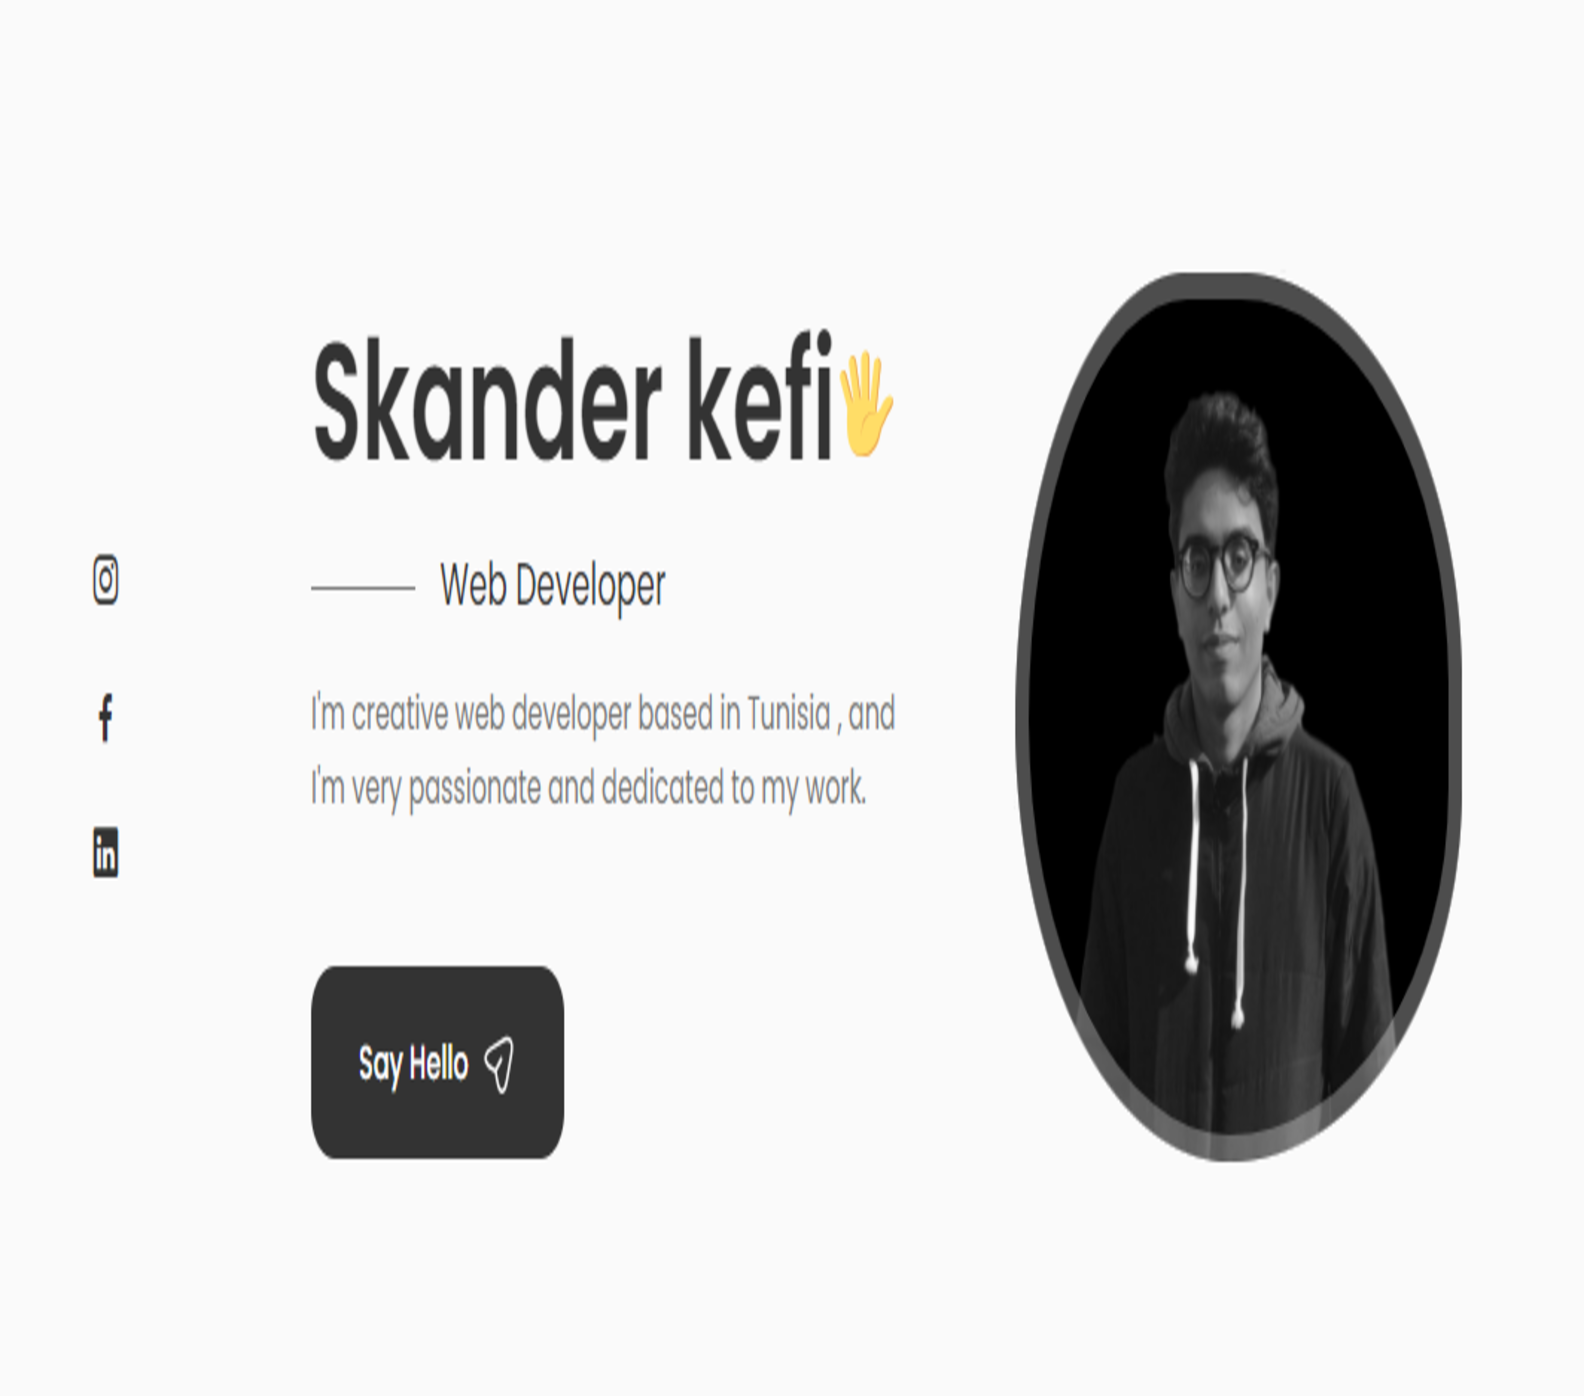 Skander kefi🖐
Web Developer
I'm creative web developer based in Tunisia , and
I'm very passionate and dedicated to my work.
Say Hello